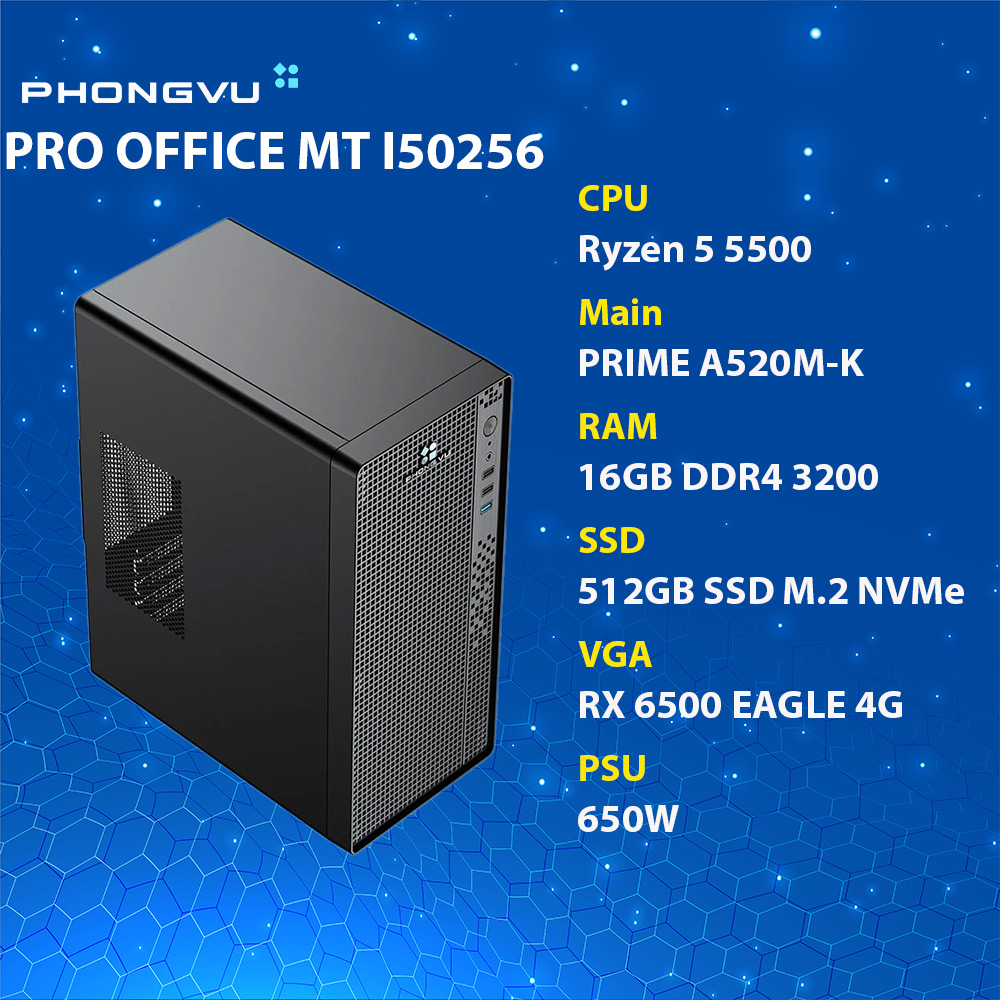 PHONGVU
PRO OFFICE MT I50256
CPU
Ryzen 5 5500
Main
PRIME A520M-K
RAM
16GB DDR4 3200
SSD
512GB SSD M.2 NVMe
VGA
RX 6500 EAGLE 4G
PSU
650W